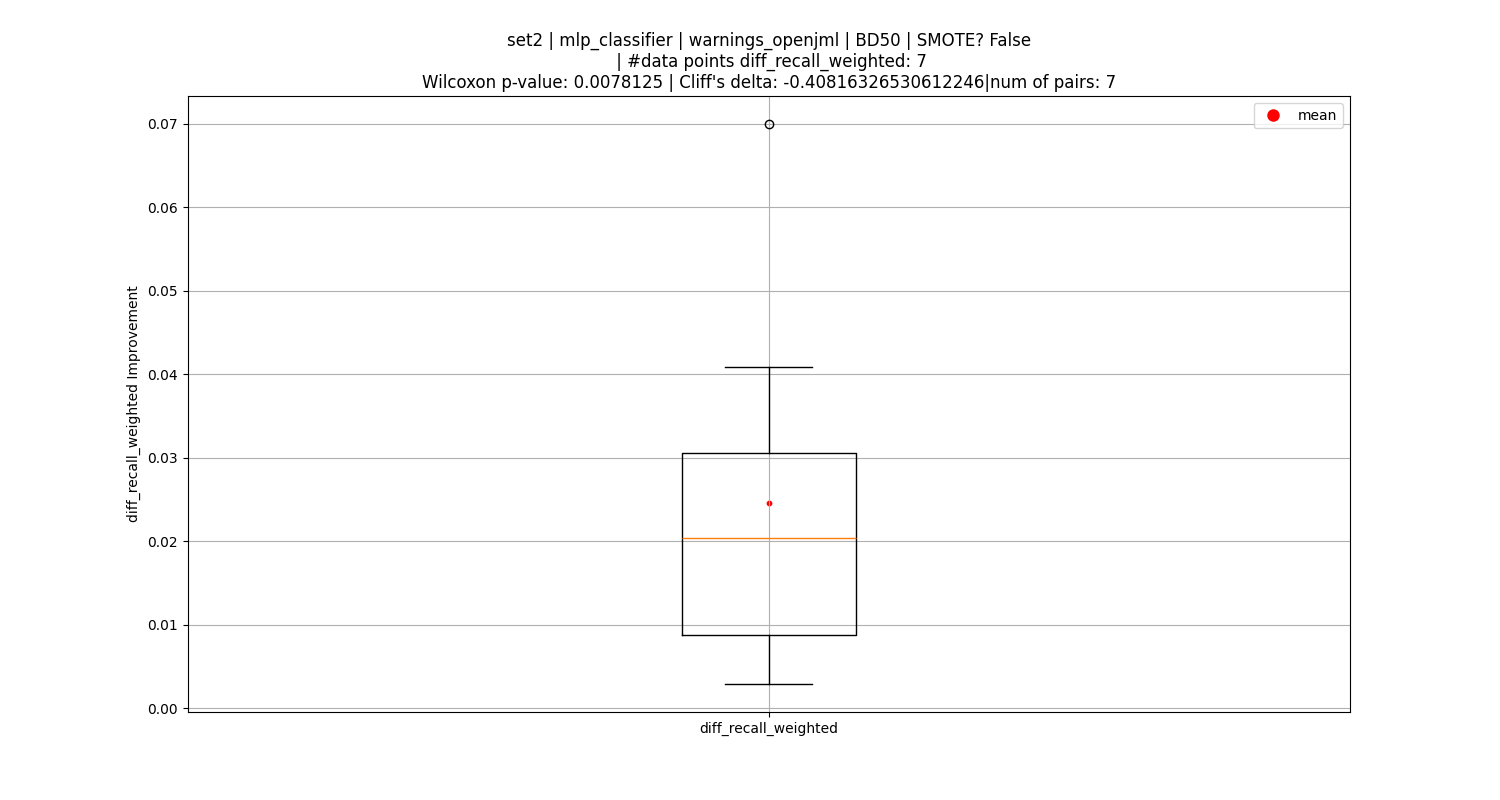 set2 | mlp_classifier | warnings_openjml | BD50 | SMOTE? False
| #data points diff_recall_weighted: 7
Wilcoxon p-value: 0.0078125 | Cliff's delta: -0.40816326530612246|num of pairs: 7
mean
0.07
0.06
0.05
0.04
0.03
0.02
0.01
0.00
diff_recall_weighted Improvement
diff_recall_weighted